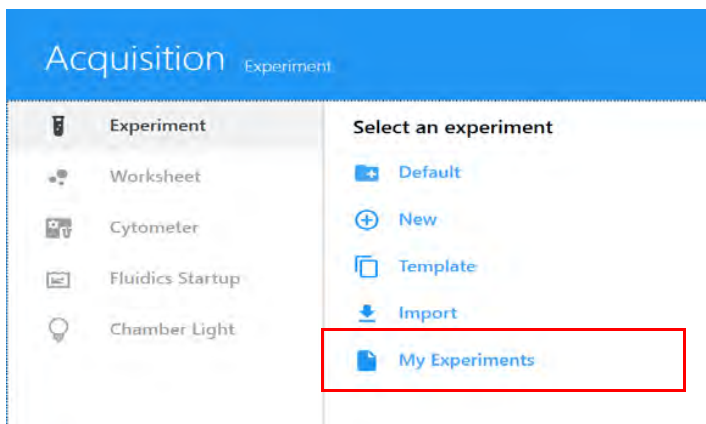 Acquisition Experiment
Experiment
Worksheet
Cytometer
Fluidics Startup
Chamber Light
Select an experiment
Default
New
Template
Import
My Experiments